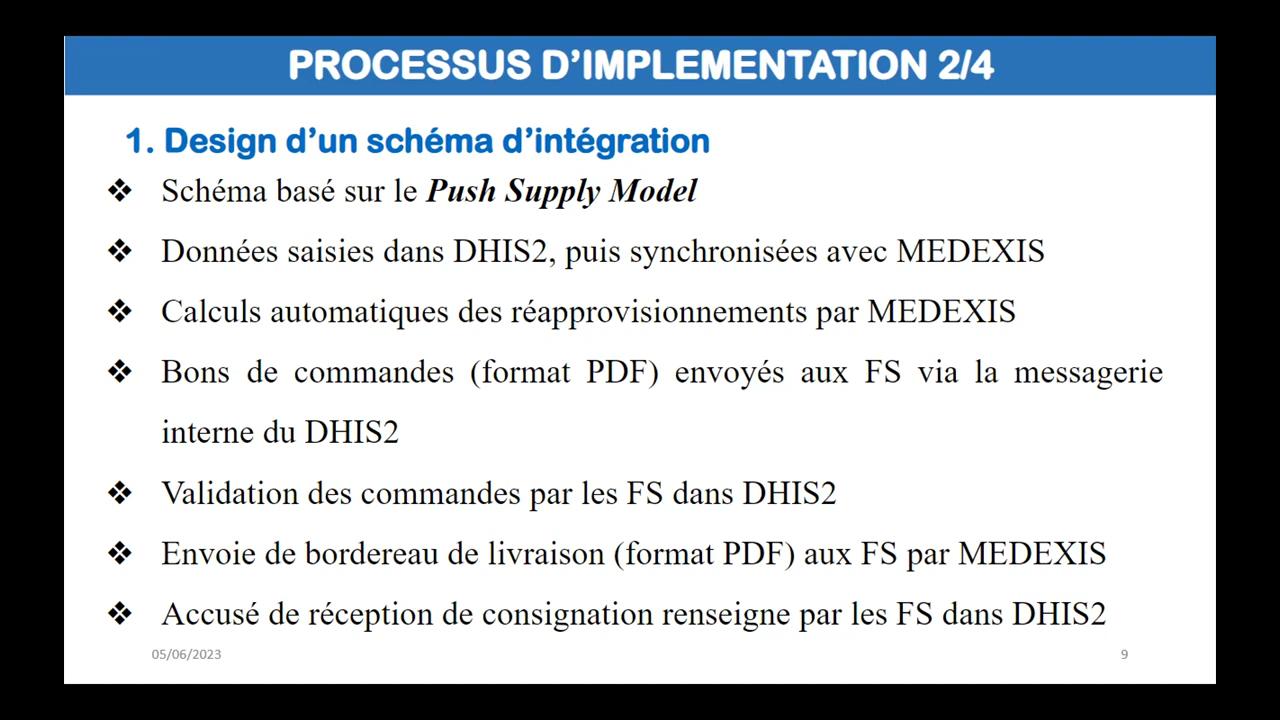 PROCESSUS D'IMPLEMENTATION 2/4
1. Design d'un schéma d'intégration
❖ Schéma basé sur le Push Supply Model
❖ Données saisies dans DHIS2, puis synchronisées avec MEDEXIS
❖ Calculs automatiques des réapprovisionnements par MEDEXIS
❖ Bons de commandes (format PDF) envoyés aux FS via la messagerie
interne du DHIS2
❖ Validation des commandes par les FS dans DHIS2
❖ Envoie de bordereau de livraison (format PDF) aux FS par MEDEXIS
❖ Accusé de réception de consignation renseigne par les FS dans DHIS2
05/06/2023
9